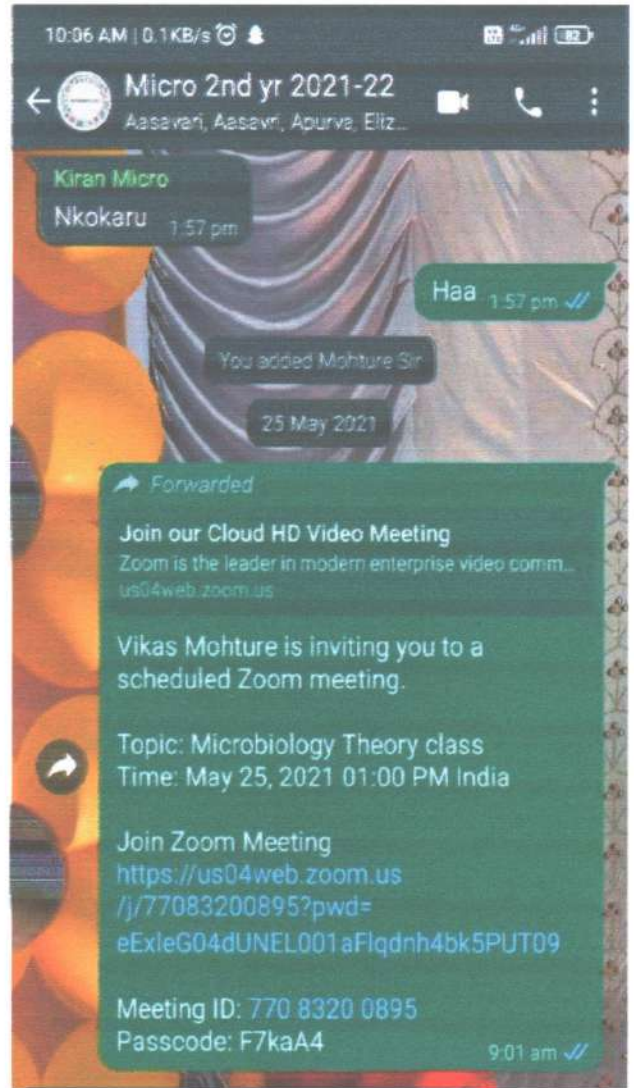 10:06 AM | 0.1KB/s
82
Micro 2nd yr 2021-22
Aasavari, Aasavri, Apurva, Eliz...
Kiran Micro
Nkokaru 1:57 pm
Haa 1:57 pm
You added Mohture Sir
25 May 2021
Forwarded
Join our Cloud HD Video Meeting
Zoom is the leader in modern enterprise video comm...
us04web.zoom.us
Vikas Mohture is inviting you to a
scheduled Zoom meeting.
Topic: Microbiology Theory class
Time: May 25, 2021 01:00 PM India
Join Zoom Meeting
https://us04web.zoom.us
/j/77083200895?pwd=
eExleG04dUNEL001aFlqdnh4bk5PUT09
Meeting ID: 770 8320 0895
Passcode: F7kaA4
9:01 am